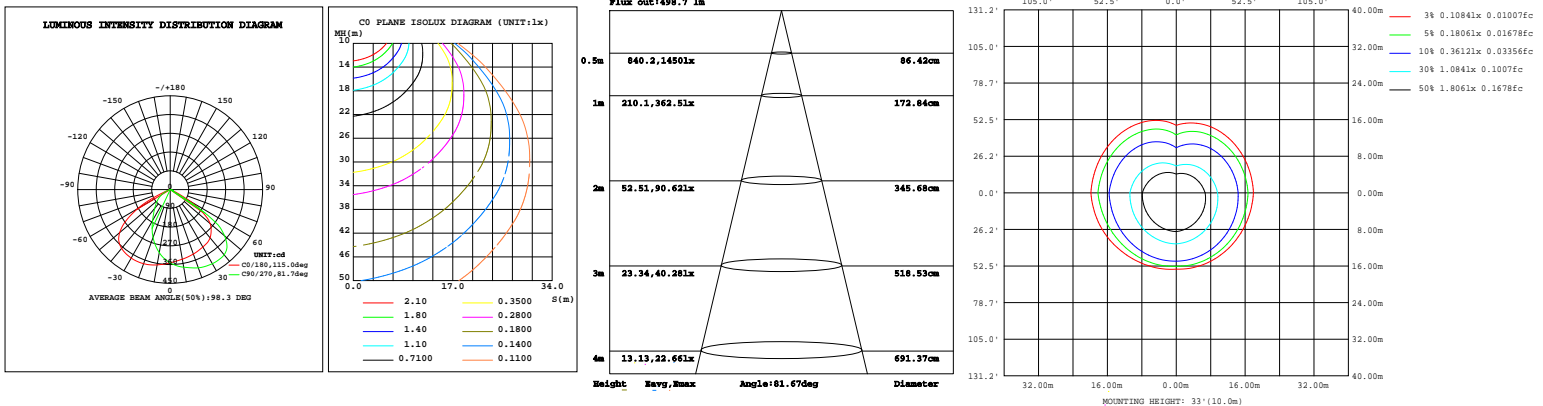 LUMINOUS INTENSITY DISTRIBUTION DIAGRAM
-/+180
-150
150
-120
120
-90
90
-60
60
-30
30
0
0
90
180
270
360
450
UNIT:cd
C0/180,115.0deg
C90/270,81.7deg
AVERAGE BEAM ANGLE(50%):98.3 DEG
C0 PLANE ISOLUX DIAGRAM (UNIT:lx)
MH(m)
10
14
18
22
26
30
34
38
42
46
50
0.0
17.0
34.0
S(m)
2.10
0.3500
1.80
0.2800
1.40
0.1800
1.10
0.1400
0.7100
0.1100
Flux out:498.7 lm
0.5m
840.2,1450lx
86.42cm
1m
210.1,362.5lx
172.84cm
2m
52.51,90.62lx
345.68cm
3m
23.34,40.28lx
518.53cm
4m
13.13,22.66lx
691.37cm
Height
Eavg,Emax
Angle:81.67deg
Diameter
105.0'
52.5'
0.0'
52.5'
105.0'
131.2'
105.0'
78.7'
52.5'
26.2'
0.0'
26.2'
52.5'
78.7'
105.0'
131.2'
40.00m
32.00m
24.00m
16.00m
8.00m
0.00m
8.00m
16.00m
24.00m
32.00m
40.00m
32.00m
16.00m
0.00m
16.00m
32.00m
MOUNTING HEIGHT: 33'(10.0m)
3% 0.1084lx 0.01007fc
5% 0.1806lx 0.01678fc
10% 0.3612lx 0.03356fc
30% 1.084lx 0.1007fc
50% 1.806lx 0.1678fc